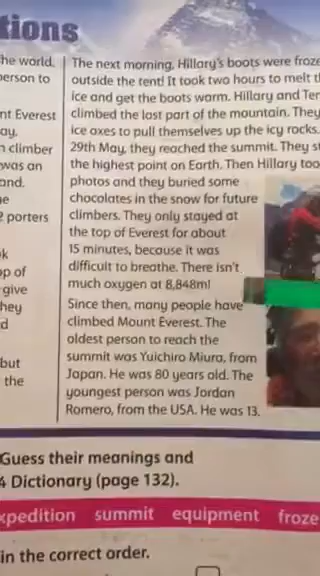 tions
he world.
erson to
nt Everest
ay.
n climber
was an
and.
e
2 porters
k
op of
give
hey
d
but
the
The next morning, Hillary's boots were froze
outside the tent! It took two hours to melt t
ice and get the boots warm. Hillary and Ten
climbed the last part of the mountain. They
ice axes to pull themselves up the icy rocks.
29th May, they reached the summit. They st
the highest point on Earth. Then Hillary too
photos and they buried some
chocolates in the snow for future
climbers. They only stayed at
the top of Everest for about
15 minutes, because it was
difficult to breathe. There isn't
much oxygen at 8,848m!
Since then, many people have
climbed Mount Everest. The
oldest person to reach the
summit was Yuichiro Miura, from
Japan. He was 80 years old. The
youngest person was Jordan
Romero, from the USA. He was 13.
Guess their meanings and
4 Dictionary (page 132).
xpedition summit equipment froze
in the correct order.